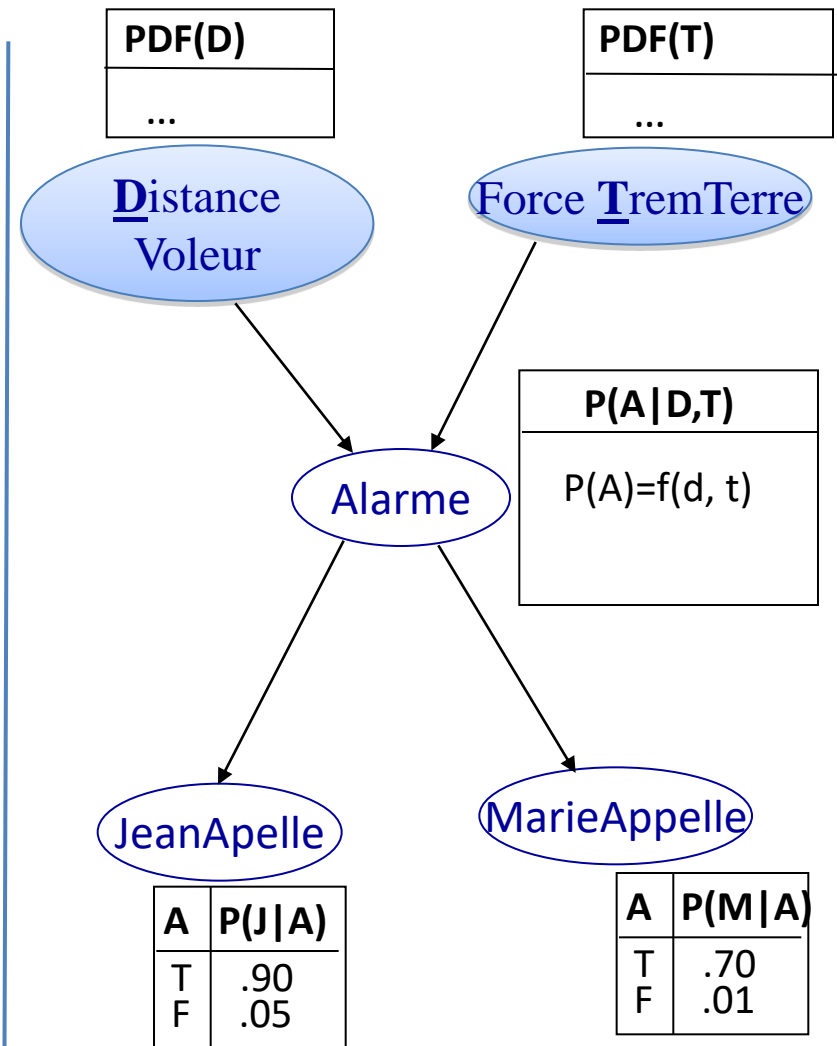 PDF(D)
...
PDF(T)
...
Distance
Voleur
Force TremTerre
P(A|D,T)
P(A)=f(d, t)
Alarme
JeanApelle
MarieAppelle
A P(J|A)
T .90
F .05
A P(M|A)
T .70
F .01